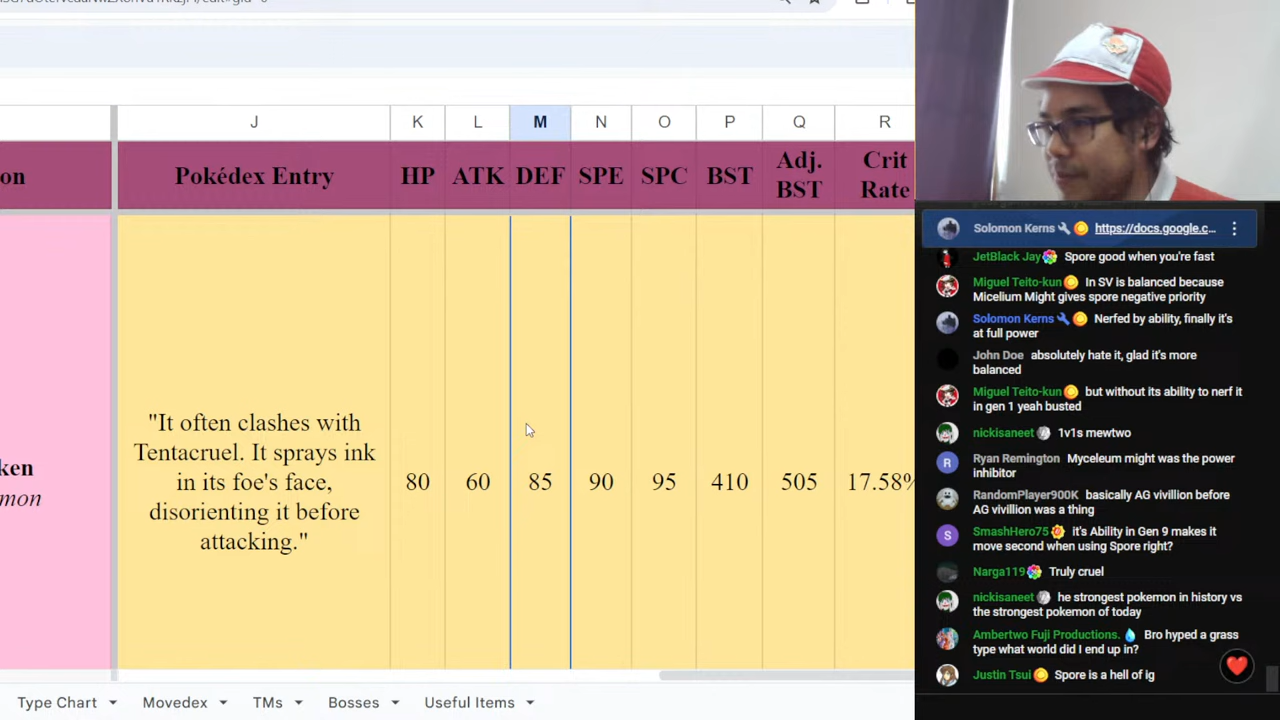 J
K
L
M
N
O
P
Q
R
on
Pokédex Entry
HP
ATK
DEF
SPE
SPC
BST
Adj.
BST
Crit
Rate
ken
mon
"It often clashes with
Tentacruel. It sprays ink
in its foe's face,
disorienting it before
attacking."
80
60
85
90
95
410
505
17.58%
Type Chart
Movedex
TMs
Bosses
Useful Items
Solomon Kerns https://docs.google.c...
JetBlack Jay Spore good when you're fast
Miguel Teito-kun In SV is balanced because
Micelium Might gives spore negative priority
Solomon Kerns Nerfed by ability, finally it's
at full power
John Doe absolutely hate it, glad it's more
balanced
Miguel Teito-kun but without its ability to nerf it
in gen 1 yeah busted
nickisaneet 1v1s mewtwo
Ryan Remington Myceleum might was the power
inhibitor
RandomPlayer900K basically AG vivillion before
AG vivillion was a thing
SmashHero75 it's Ability in Gen 9 makes it
move second when using Spore right?
Narga119 Truly cruel
nickisaneet he strongest pokemon in history vs
the strongest pokemon of today
Ambertwo Fuji Productions. Bro hyped a grass
type what world did I end up in?
Justin Tsui Spore is a hell of ig
R
S